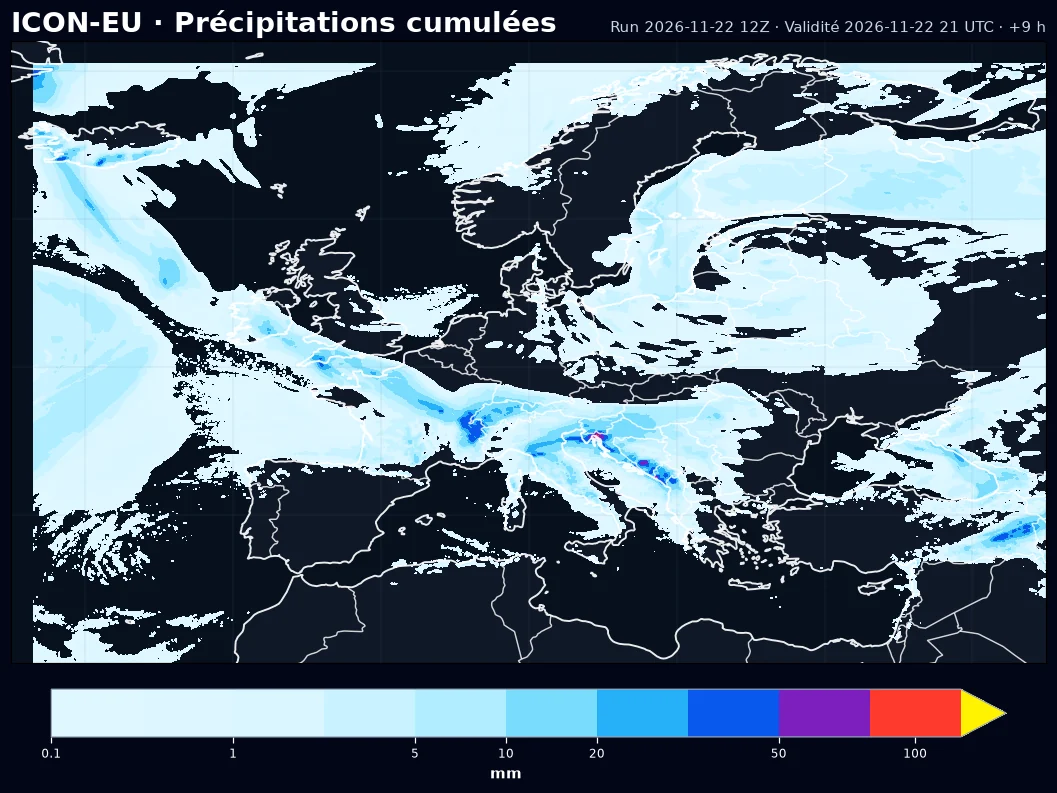 ICON-EU · Précipitations cumulées
Run 2026-11-22 12Z · Validité 2026-11-22 21 UTC · +9 h
0.1 1 5 10 20 50 100
mm